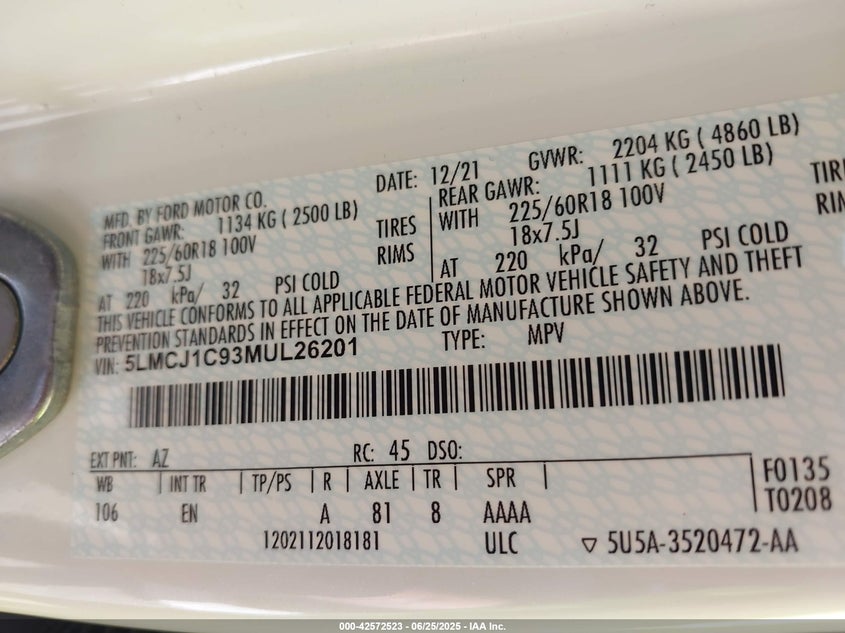 MFD. BY FORD MOTOR CO.
DATE: 12/21 GVWR: 2204 KG ( 4860 LB)
FRONT GAWR: 1134 KG ( 2500 LB)
REAR GAWR: 1111 KG ( 2450 LB)
WITH 225/60R18 100V TIRES
WITH 225/60R18 100V TIRES
18x7.5J RIMS
18x7.5J RIMS
AT 220 kPa/ 32 PSI COLD
AT 220 kPa/ 32 PSI COLD
THIS VEHICLE CONFORMS TO ALL APPLICABLE FEDERAL MOTOR VEHICLE SAFETY AND THEFT
PREVENTION STANDARDS IN EFFECT ON THE DATE OF MANUFACTURE SHOWN ABOVE.
VIN: 5LMCJ1C93MUL26201 TYPE: MPV
EXT PNT: AZ RC: 45 DSO:
WB INT TR TP/PS R AXLE TR SPR
106 EN A 81 8 AAAA
F0135
T0208
1202112018181 ULC ▽ 5U5A-3520472-AA
000-42572523 - 06/25/2025 - IAA Inc.